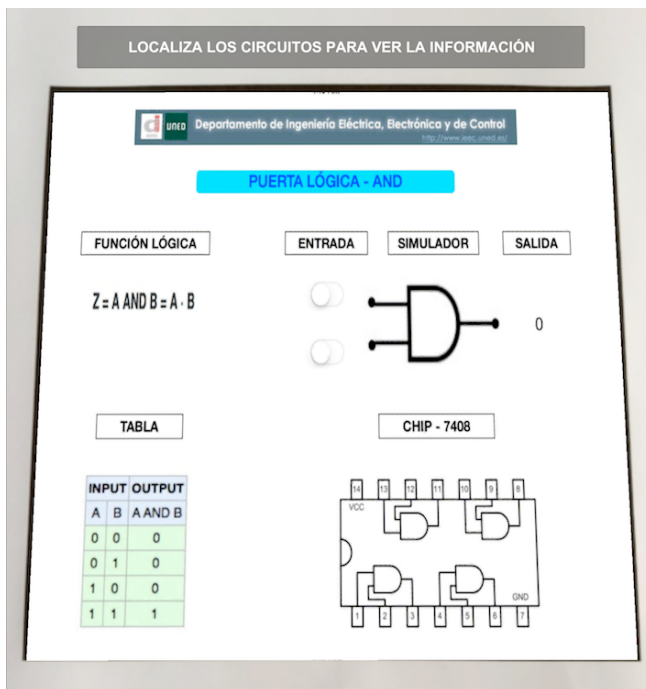 LOCALIZA LOS CIRCUITOS PARA VER LA INFORMACIÓN
UNED Departamento de Ingeniería Eléctrica, Electrónica y de Control
http://www.ieec.uned.es/
PUERTA LÓGICA - AND
FUNCIÓN LÓGICA ENTRADA SIMULADOR SALIDA
Z = A AND B = A · B
0
TABLA CHIP - 7408
INPUT OUTPUT
A B A AND B
0 0 0
0 1 0
1 0 0
1 1 1
14 13 12 11 10 9 8
VCC
GND
1 2 3 4 5 6 7